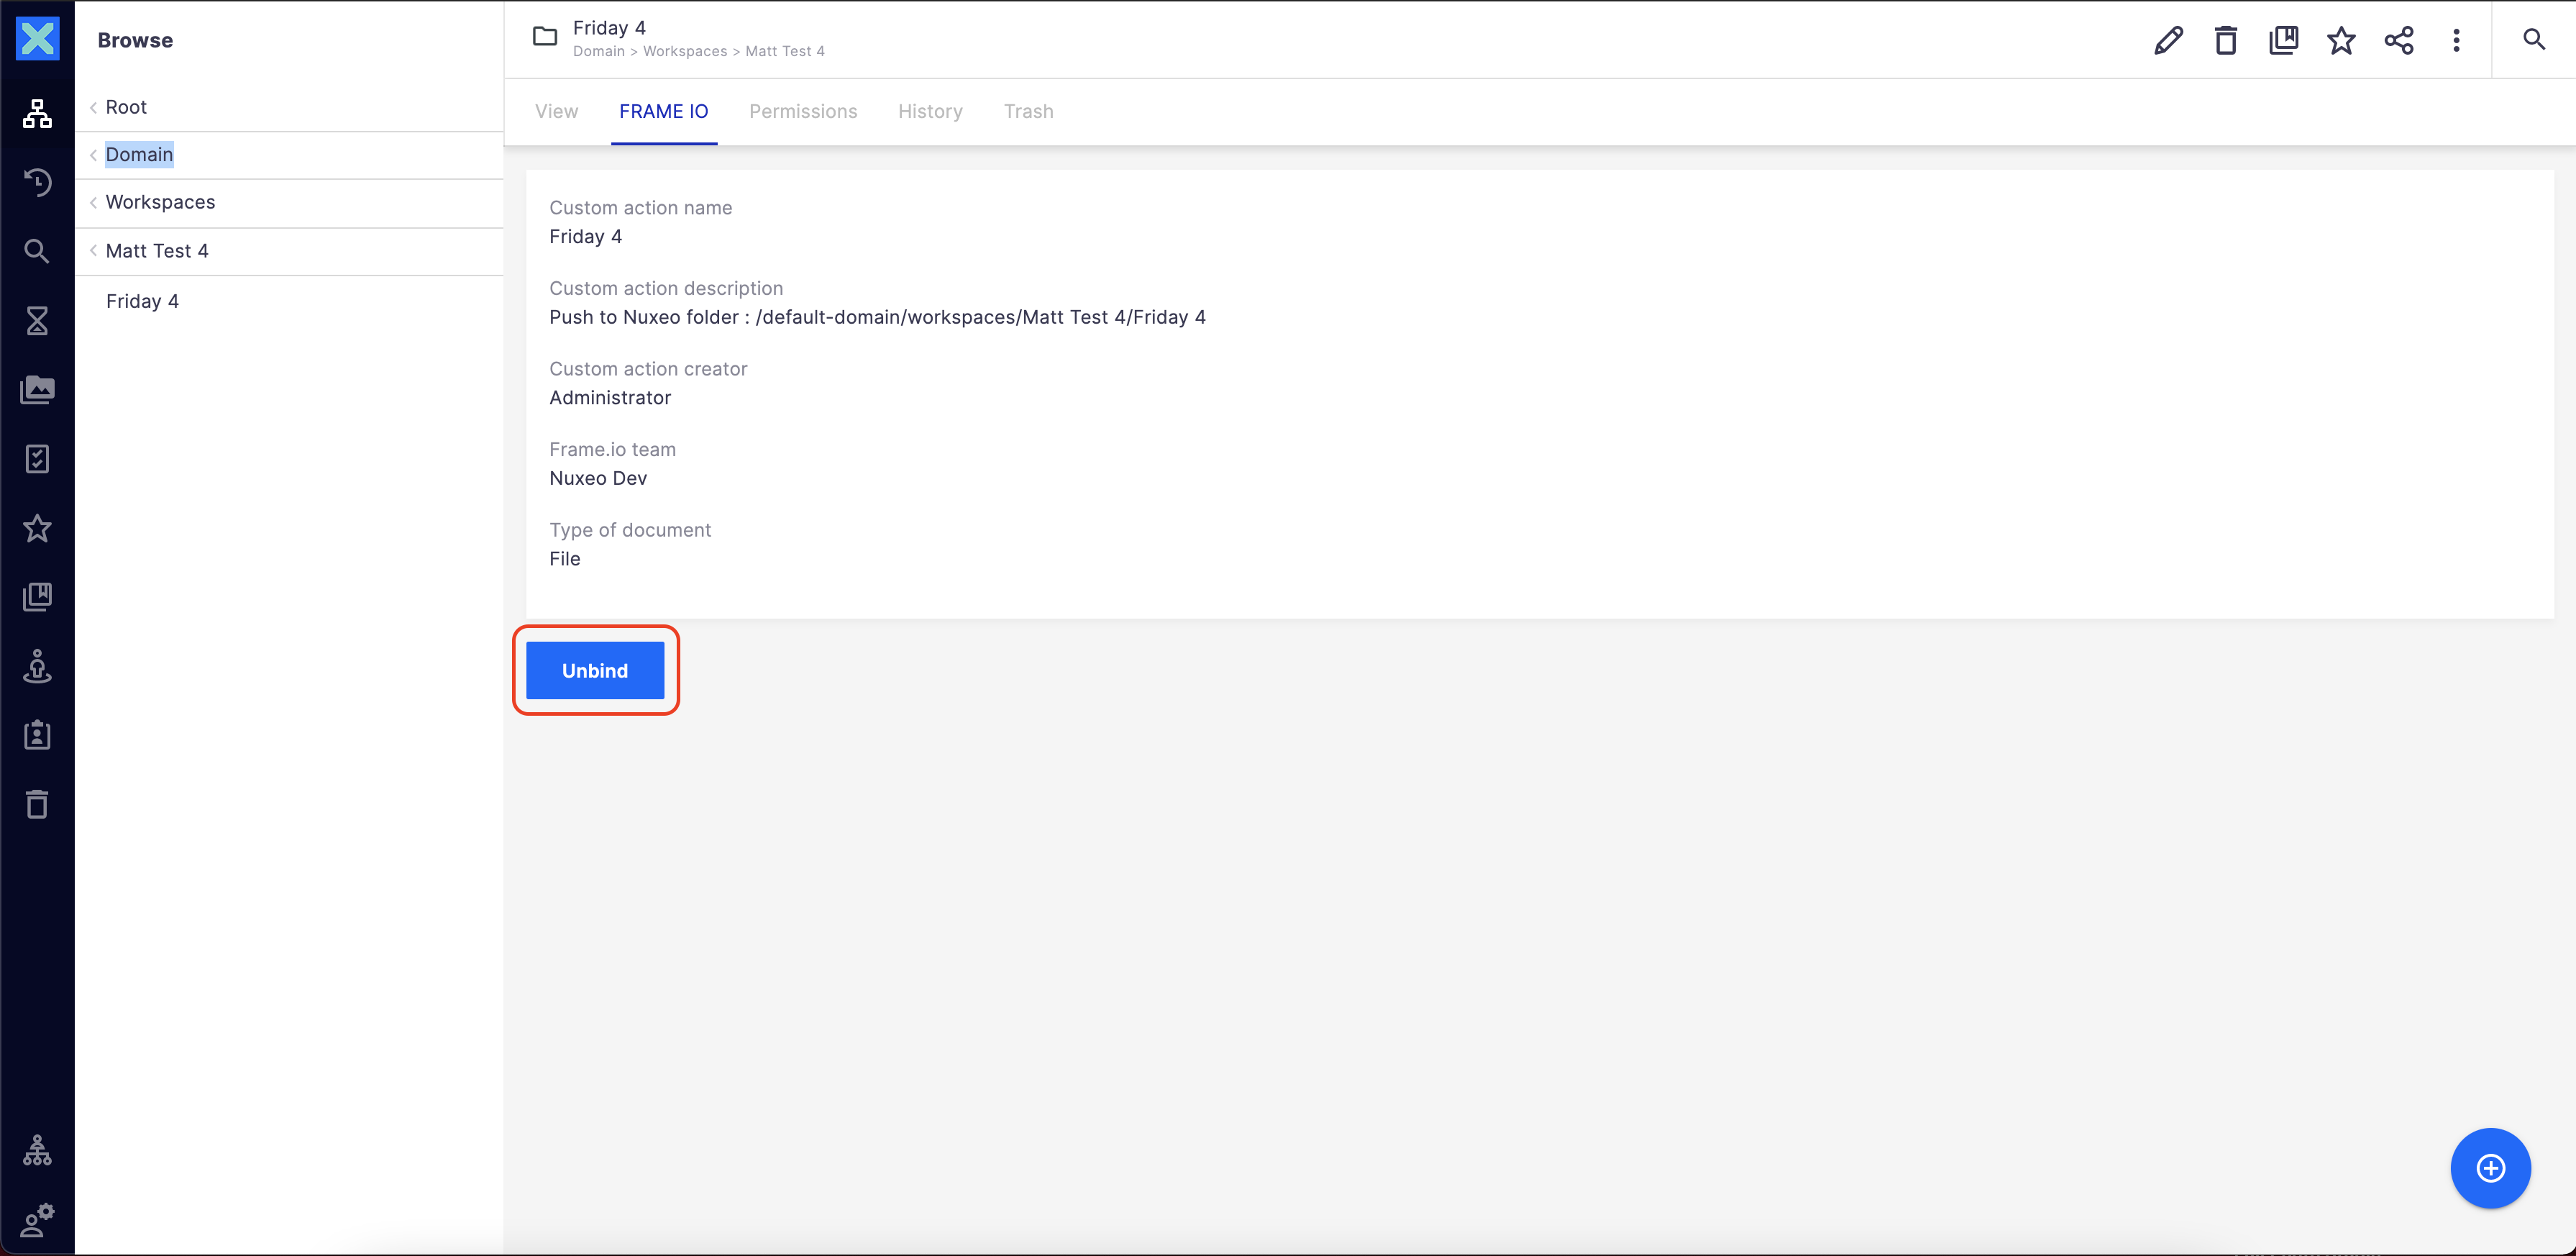 Browse
Root
Domain
Workspaces
Matt Test 4
Friday 4
Friday 4
Domain > Workspaces > Matt Test 4
View
FRAME IO
Permissions
History
Trash
Custom action name
Friday 4
Custom action description
Push to Nuxeo folder : /default-domain/workspaces/Matt Test 4/Friday 4
Custom action creator
Administrator
Frame.io team
Nuxeo Dev
Type of document
File
Unbind